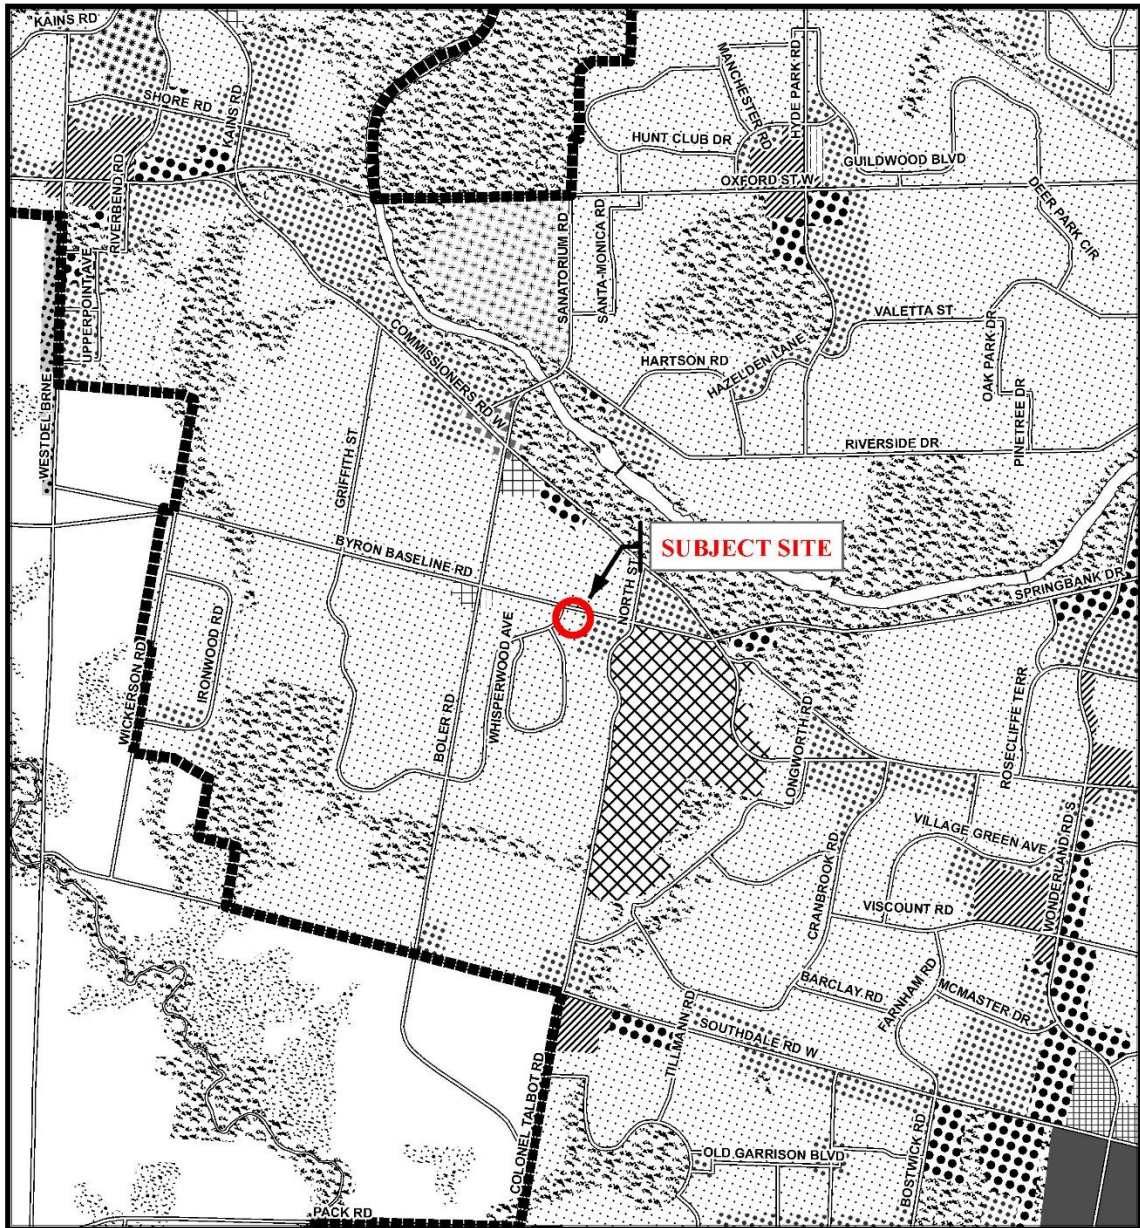 KAINS RD
SHORE RD
KAINS RD
MANCHESTER RD
HYDE PARK RD
HUNT CLUB DR
GUILDWOOD BLVD
OXFORD ST W
DEER PARK CIR
RIVERBEND RD
UPPERPOINT AVE
SANATORIUM RD
SANTA-MONICA RD
VALETTA ST
COMMISSIONERS RD W
HARTSON RD
HAZELDEN LANE
OAK PARK DR
PINETREE DR
WESTDEL BRNE
GRIFFITH ST
RIVERSIDE DR
BYRON BASELINE RD
SUBJECT SITE
NORTH ST
SPRINGBANK DR
IRONWOOD RD
WICKERSON RD
BOLER RD
WHISPERWOOD AVE
LONGWORTH RD
ROSECLIFFE TERR
VILLAGE GREEN AVE
WONDERLAND RD S
CRANBROOK RD
VISCOUNT RD
BARCLAY RD
FARNHAM RD
MCMASTER DR
SOUTHDALE RD W
TILLMANN RD
COLONEL TALBOT RD
OLD GARRISON BLVD
BOSTWICK RD
PACK RD